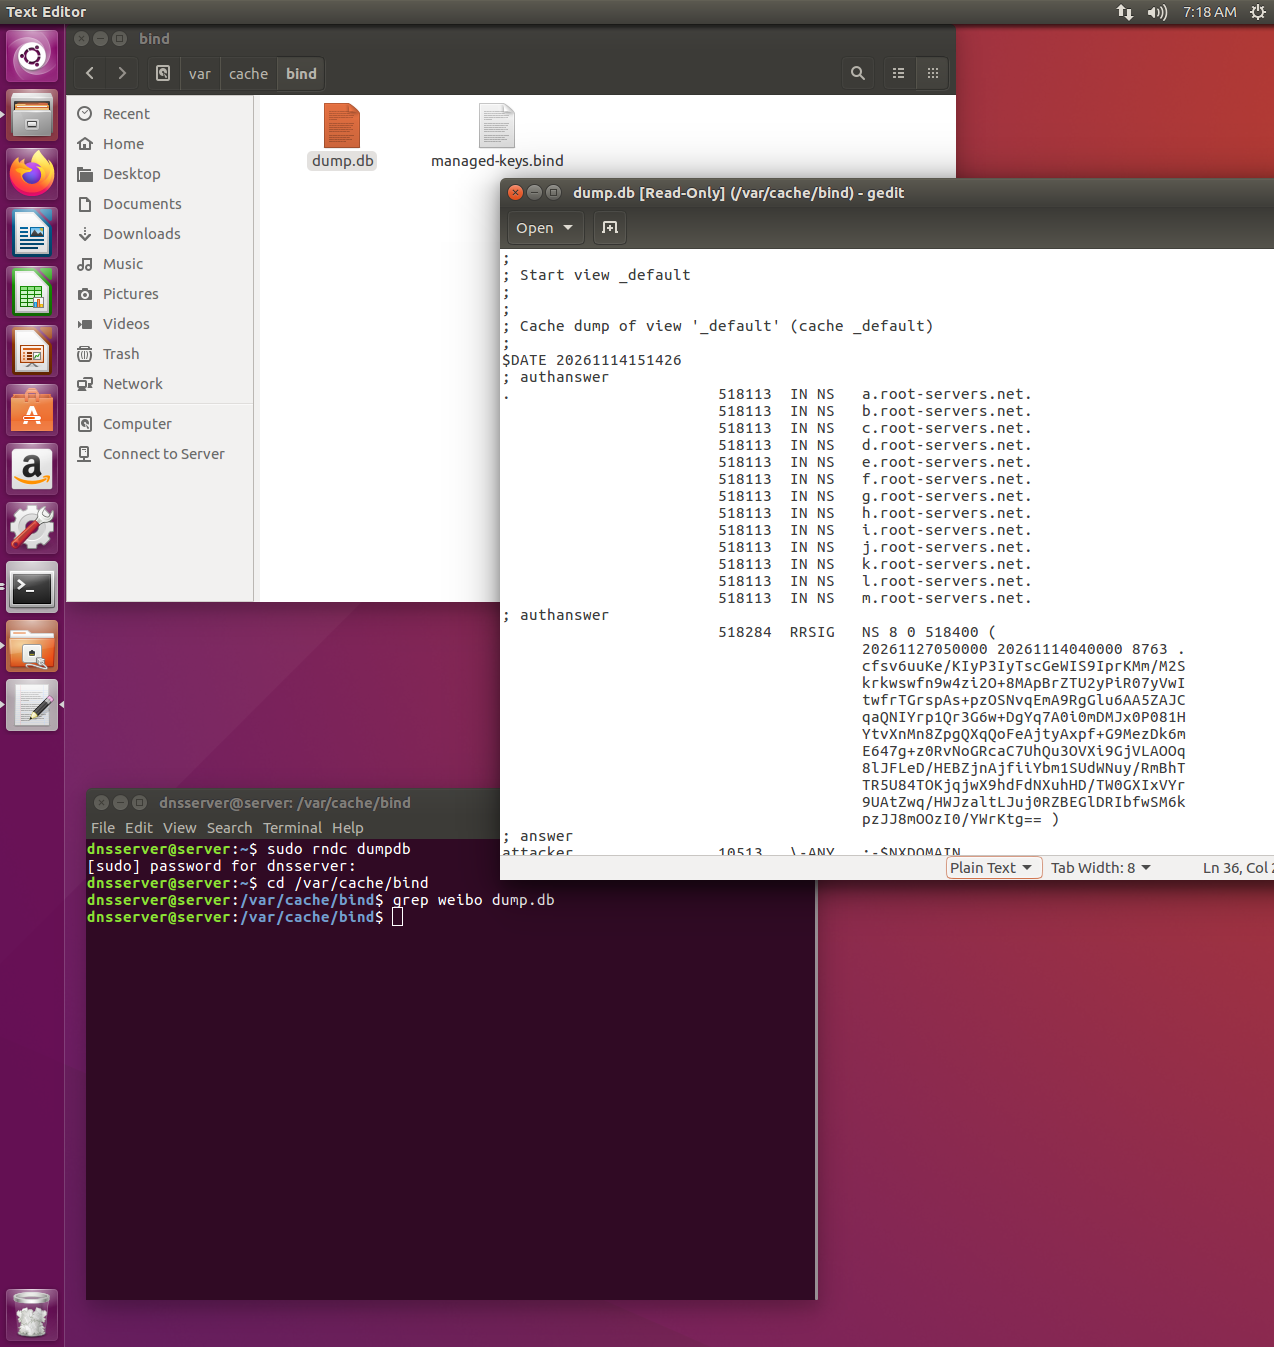 Text Editor
7:18 AM
bind
var
cache
bind
Recent
Home
Desktop
Documents
Downloads
Music
Pictures
Videos
Trash
Network
Computer
Connect to Server
dump.db
managed-keys.bind
dump.db [Read-Only] (/var/cache/bind) - gedit
Open
;
; Start view _default
;
;
; Cache dump of view '_default' (cache _default)
;
$DATE 20261114151426
; authanswer
. 518113 IN NS a.root-servers.net.
518113 IN NS b.root-servers.net.
518113 IN NS c.root-servers.net.
518113 IN NS d.root-servers.net.
518113 IN NS e.root-servers.net.
518113 IN NS f.root-servers.net.
518113 IN NS g.root-servers.net.
518113 IN NS h.root-servers.net.
518113 IN NS i.root-servers.net.
518113 IN NS j.root-servers.net.
518113 IN NS k.root-servers.net.
518113 IN NS l.root-servers.net.
518113 IN NS m.root-servers.net.
; authanswer
518284 RRSIG NS 8 0 518400 (
20261127050000 20261114040000 8763 .
cfsv6uuKe/KIyP3IyTscGeWIS9IprKMm/M2S
krkwswfn9w4zi2O+8MApBrZTU2yPiR07yVwI
twfrTGrspAs+pzOSNvqEmA9RgGlu6AA5ZAJC
qaQNIYrp1Qr3G6w+DgYq7A0i0mDMJx0P081H
YtvXnMn8ZpgQXqQoFeAjtyAxpf+G9MezDk6m
E647g+z0RvNoGRcaC7UhQu3OVXi9GjVLAOOq
8lJFLeD/HEBZjnAjfiiYbm1SUdWNuy/RmBhT
TR5U84TOKjqjwX9hdFdNXuhHD/TW0GXIxVYr
9UAtZwq/HWJzaltLJuj0RZBEGlDRIbfwSM6k
pzJJ8mOOzI0/YWrKtg== )
; answer
attacker 10513 \-ANY ;-$NXDOMAIN
Plain Text
Tab Width: 8
Ln 36, Col
dnsserver@server: /var/cache/bind
File Edit View Search Terminal Help
dnsserver@server:~$ sudo rndc dumpdb
[sudo] password for dnsserver:
dnsserver@server:~$ cd /var/cache/bind
dnsserver@server:/var/cache/bind$ grep weibo dump.db
dnsserver@server:/var/cache/bind$